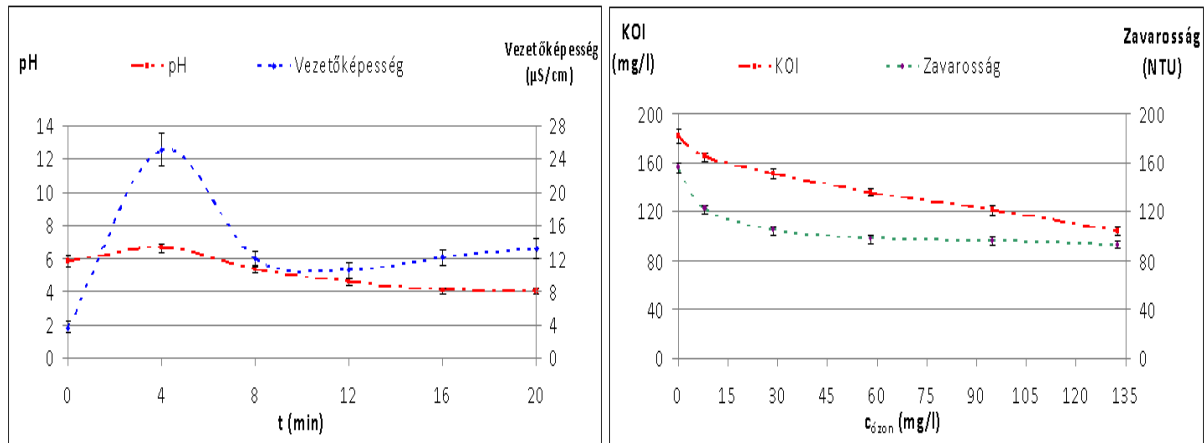 pH
Vezetőképesség
(µS/cm)
pH
Vezetőképesség
14
12
10
8
6
4
2
0
28
24
20
16
12
8
4
0
0 4 8 12 16 20
t (min)
KOI
(mg/l)
Zavarosság
(NTU)
KOI
Zavarosság
200
160
120
80
40
0
200
160
120
80
40
0
0 15 30 45 60 75 90 105 120 135
cózon (mg/l)